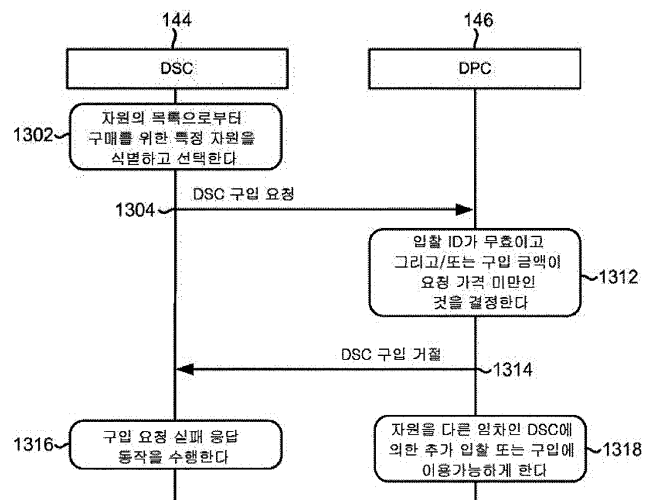 144
146
DSC
DPC
자원의 목록으로부터
구매를 위한 특정 자원을
식별하고 선택한다
1302
DSC 구입 요청
1304
입찰 ID가 무효이고
그리고/또는 구입 금액이
요청 가격 미만인
것을 결정한다
1312
DSC 구입 거절
1314
구입 요청 실패 응답
동작을 수행한다
1316
자원을 다른 임차인 DSC에
의한 추가 입찰 또는 구입에
이용가능하게 한다
1318